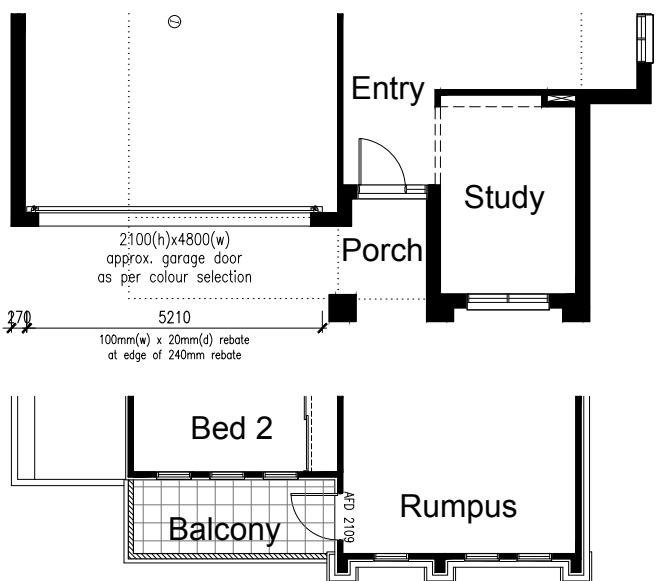 Entry
Study
Porch
2100(h)x4800(w)
approx. garage door
as per colour selection
270
5210
100mm(w) x 20mm(d) rebate
at edge of 240mm rebate
Bed 2
Balcony
AFD 2109
Rumpus